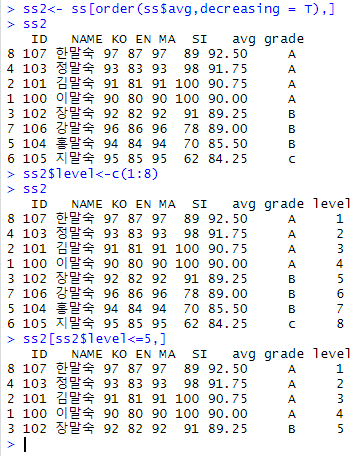 > ss2<- ss[order(ss$avg,decreasing = T),]
> ss2
   ID   NAME KO EN MA  SI   avg grade
8 107 한말숙 97 87 97  89 92.50     A
4 103 정말숙 93 83 93  98 91.75     A
2 101 김말숙 91 81 91 100 90.75     A
1 100 이말숙 90 80 90 100 90.00     A
3 102 장말숙 92 82 92  91 89.25     B
7 106 강말숙 96 86 96  78 89.00     B
5 104 홍말숙 94 84 94  70 85.50     B
6 105 지말숙 95 85 95  62 84.25     C
> ss2$level<-c(1:8)
> ss2
   ID   NAME KO EN MA  SI   avg grade level
8 107 한말숙 97 87 97  89 92.50     A     1
4 103 정말숙 93 83 93  98 91.75     A     2
2 101 김말숙 91 81 91 100 90.75     A     3
1 100 이말숙 90 80 90 100 90.00     A     4
3 102 장말숙 92 82 92  91 89.25     B     5
7 106 강말숙 96 86 96  78 89.00     B     6
5 104 홍말숙 94 84 94  70 85.50     B     7
6 105 지말숙 95 85 95  62 84.25     C     8
> ss2[ss2$level<=5,]
   ID   NAME KO EN MA  SI   avg grade level
8 107 한말숙 97 87 97  89 92.50     A     1
4 103 정말숙 93 83 93  98 91.75     A     2
2 101 김말숙 91 81 91 100 90.75     A     3
1 100 이말숙 90 80 90 100 90.00     A     4
3 102 장말숙 92 82 92  91 89.25     B     5
>